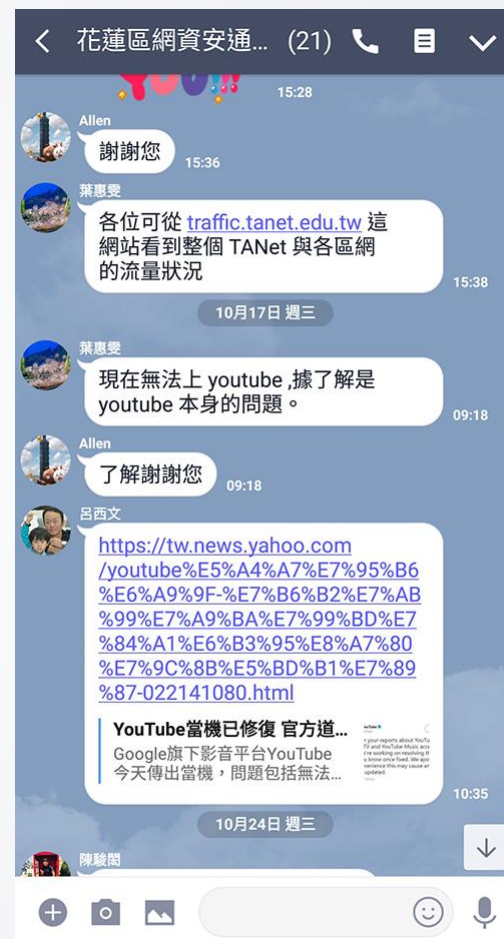 花蓮區網資安通... (21)
YOU!!!
15:28
Allen
謝謝您
15:36
葉惠雯
各位可從 traffic.tanet.edu.tw 這
網站看到整個 TANet 與各區網
的流量狀況
15:38
10月17日 週三
葉惠雯
現在無法上 youtube ,據了解是
youtube 本身的問題。
09:18
Allen
了解謝謝您
09:18
呂西文
https://tw.news.yahoo.com
/youtube%E5%A4%A7%E7%95%B6
%E6%A9%9F-%E7%B6%B2%E7%AB
%99%E7%A9%BA%E7%99%BD%E7
%84%A1%E6%B3%95%E8%A7%80
%E7%9C%8B%E5%BD%B1%E7%89
%87-022141080.html
YouTube當機已修復 官方道...
Google旗下影音平台YouTube
今天傳出當機，問題包括無法...
10:35
10月24日 週三
陳駿閎